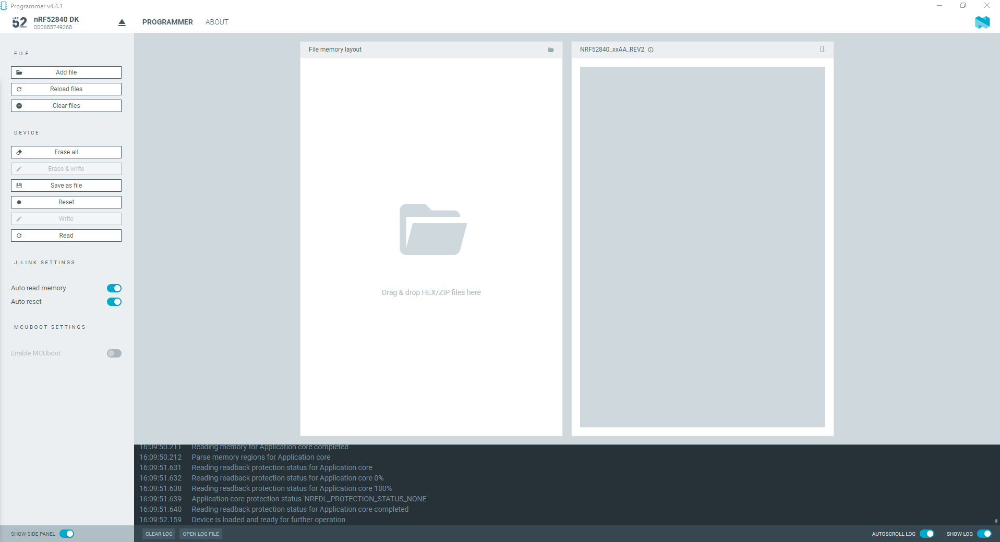 Programmer v4.4.1
nRF
52
SERIES
nRF52840 DK
000683749268
PROGRAMMER
ABOUT
FILE
Add file
Reload files
Clear files
DEVICE
Erase all
Erase & write
Save as file
Reset
Write
Read
J-LINK SETTINGS
Auto read memory
Auto reset
MCUBOOT SETTINGS
Enable MCUboot
SHOW SIDE PANEL
File memory layout
Drag & drop HEX/ZIP files here
NRF52840_xxAA_REV2
16:09:50.211 Reading memory for Application core completed
16:09:50.212 Parse memory regions for Application core
16:09:51.631 Reading readback protection status for Application core
16:09:51.632 Reading readback protection status for Application core 0%
16:09:51.638 Reading readback protection status for Application core 100%
16:09:51.639 Application core protection status 'NRFDL_PROTECTION_STATUS_NONE'
16:09:51.640 Reading readback protection status for Application core completed
16:09:52.159 Device is loaded and ready for further operation
CLEAR LOG
OPEN LOG FILE
AUTOSCROLL LOG
SHOW LOG